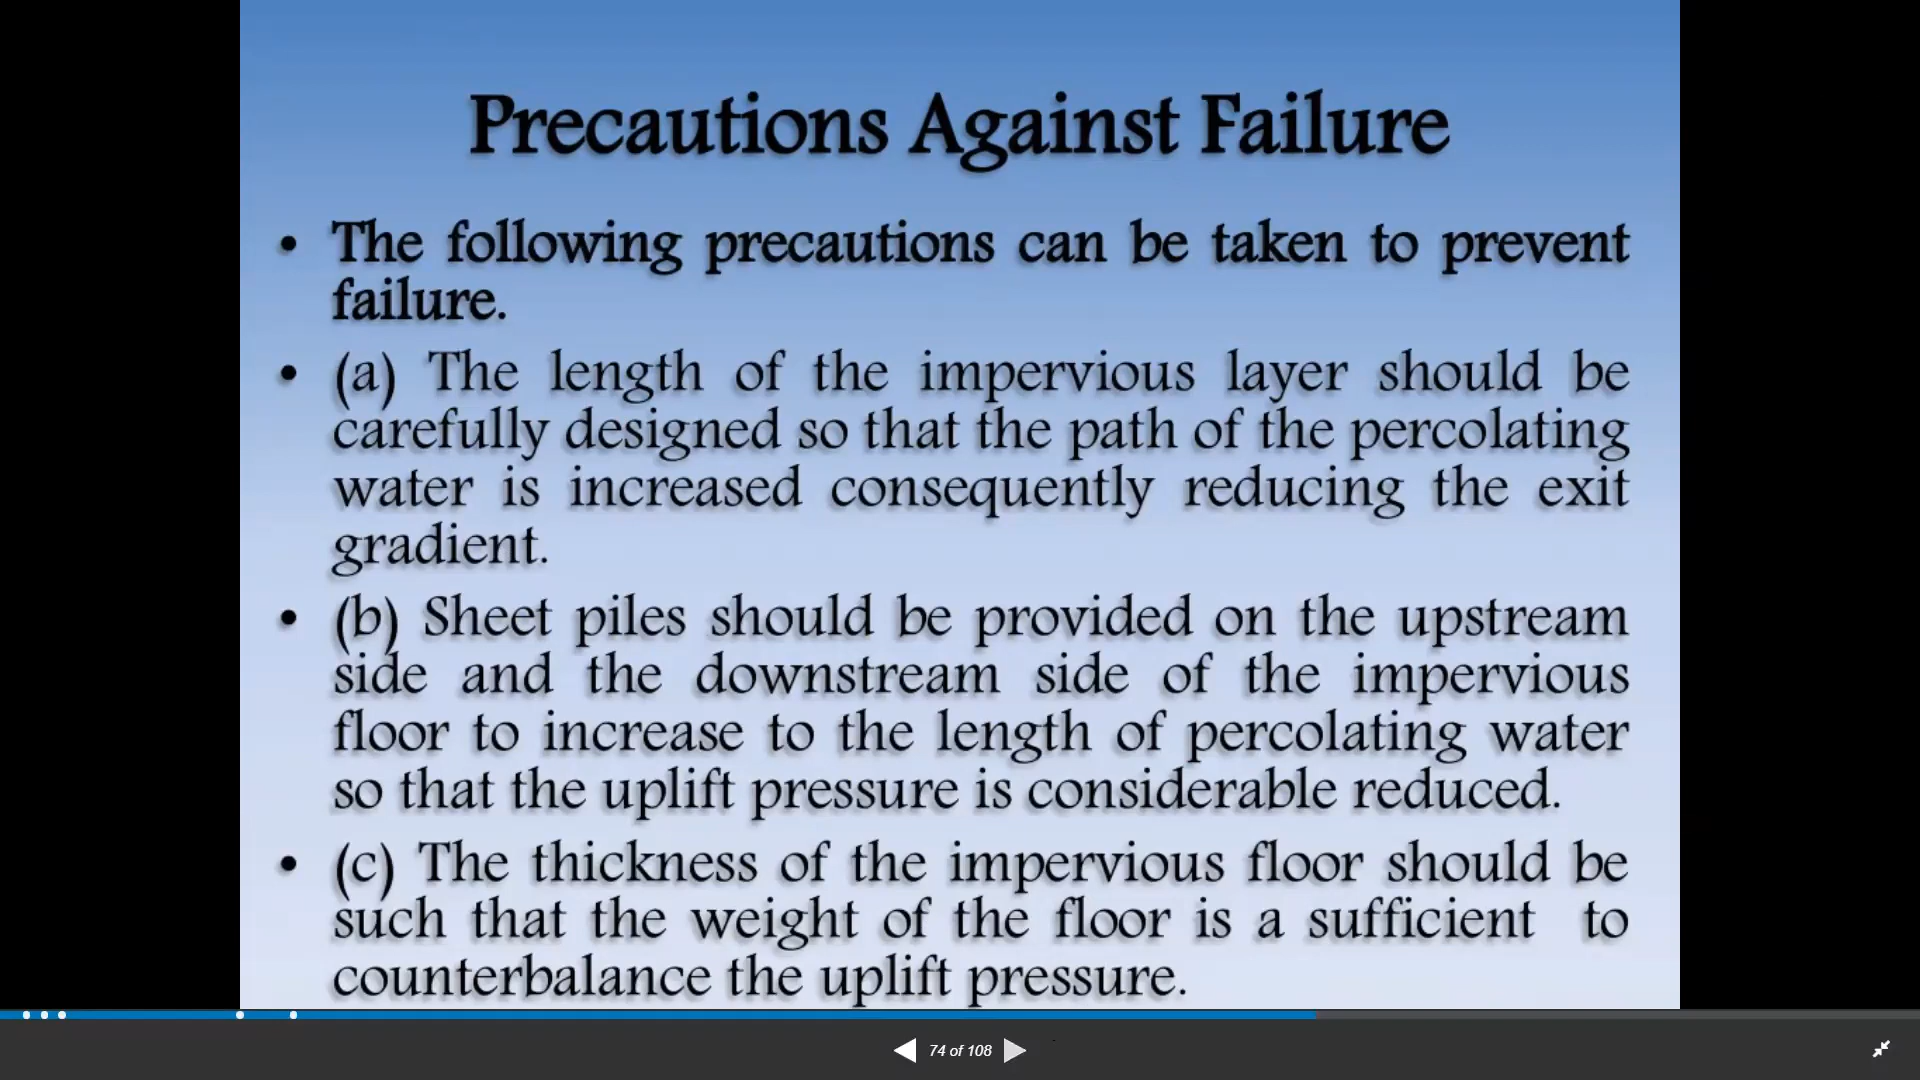 Precautions Against Failure
• The following precautions can be taken to prevent
failure.
• (a) The length of the impervious layer should be
carefully designed so that the path of the percolating
water is increased consequently reducing the exit
gradient.
• (b) Sheet piles should be provided on the upstream
side and the downstream side of the impervious
floor to increase to the length of percolating water
so that the uplift pressure is considerable reduced.
• (c) The thickness of the impervious floor should be
such that the weight of the floor is a sufficient to
counterbalance the uplift pressure.
74 of 108